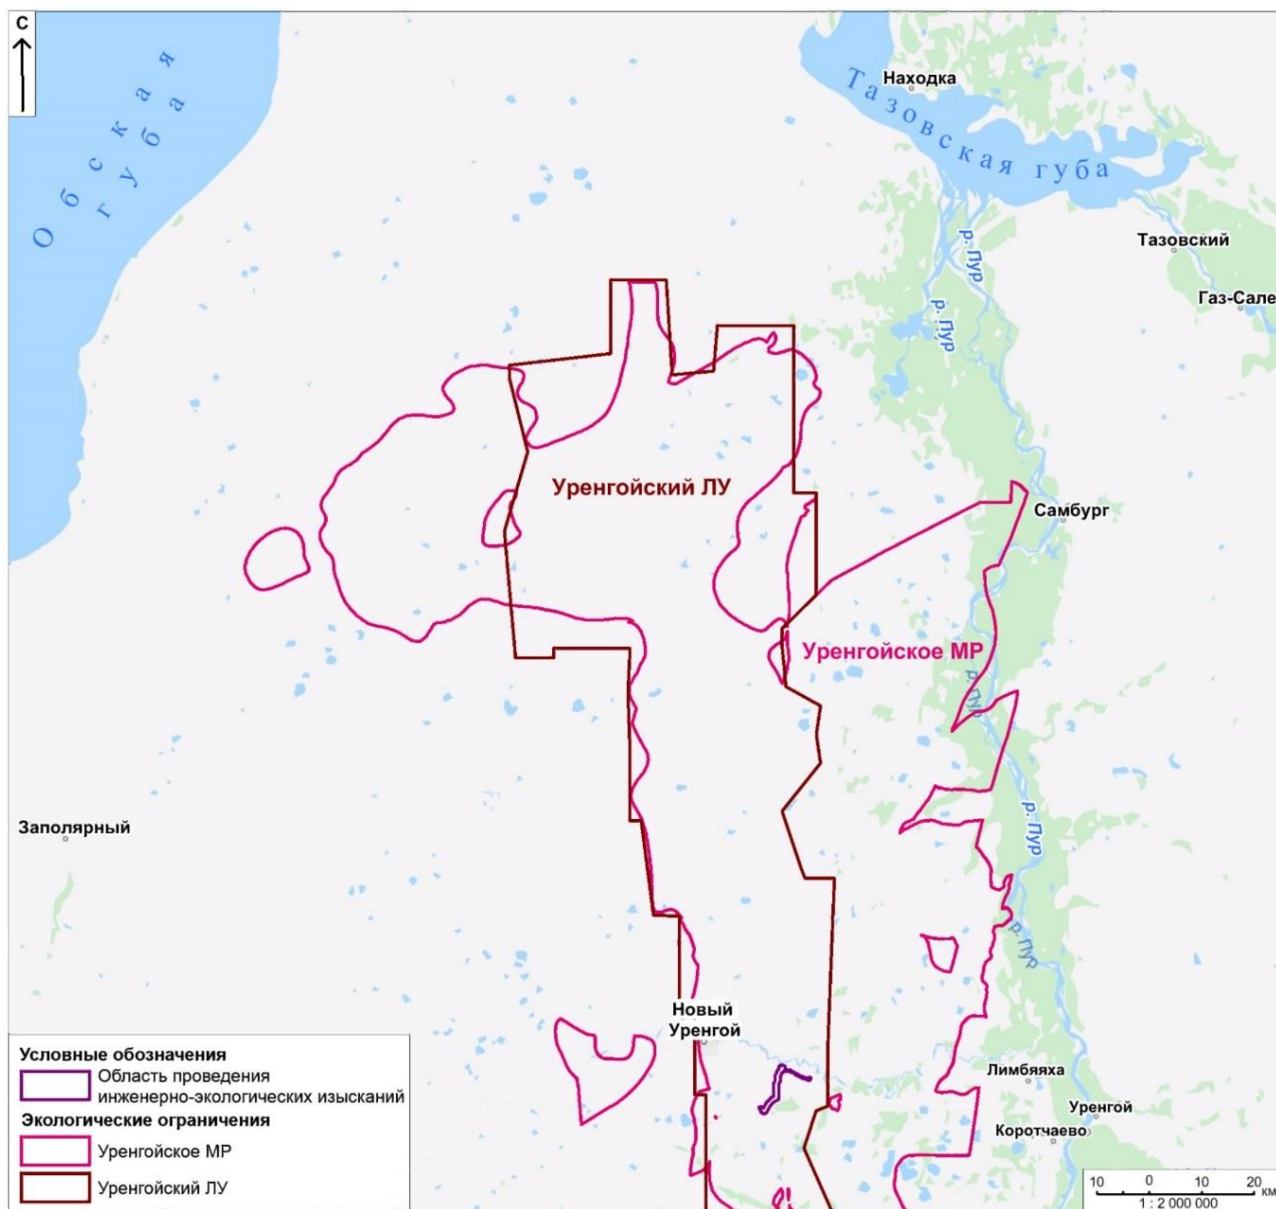 С
Обская
губа
Находка
Тазовская губа
Тазовский
Газ-Сале
р. Пур
р. Пур
Уренгойский ЛУ
Самбург
Уренгойское МР
р. Пур
р. Пур
Заполярный
р. Пур
Новый
Уренгой
Лимбяяха
Уренгой
Коротчаево
Условные обозначения
Область проведения
инженерно-экологических изысканий
Экологические ограничения
Уренгойское МР
Уренгойский ЛУ
10 0 10 20
км
1 : 2 000 000